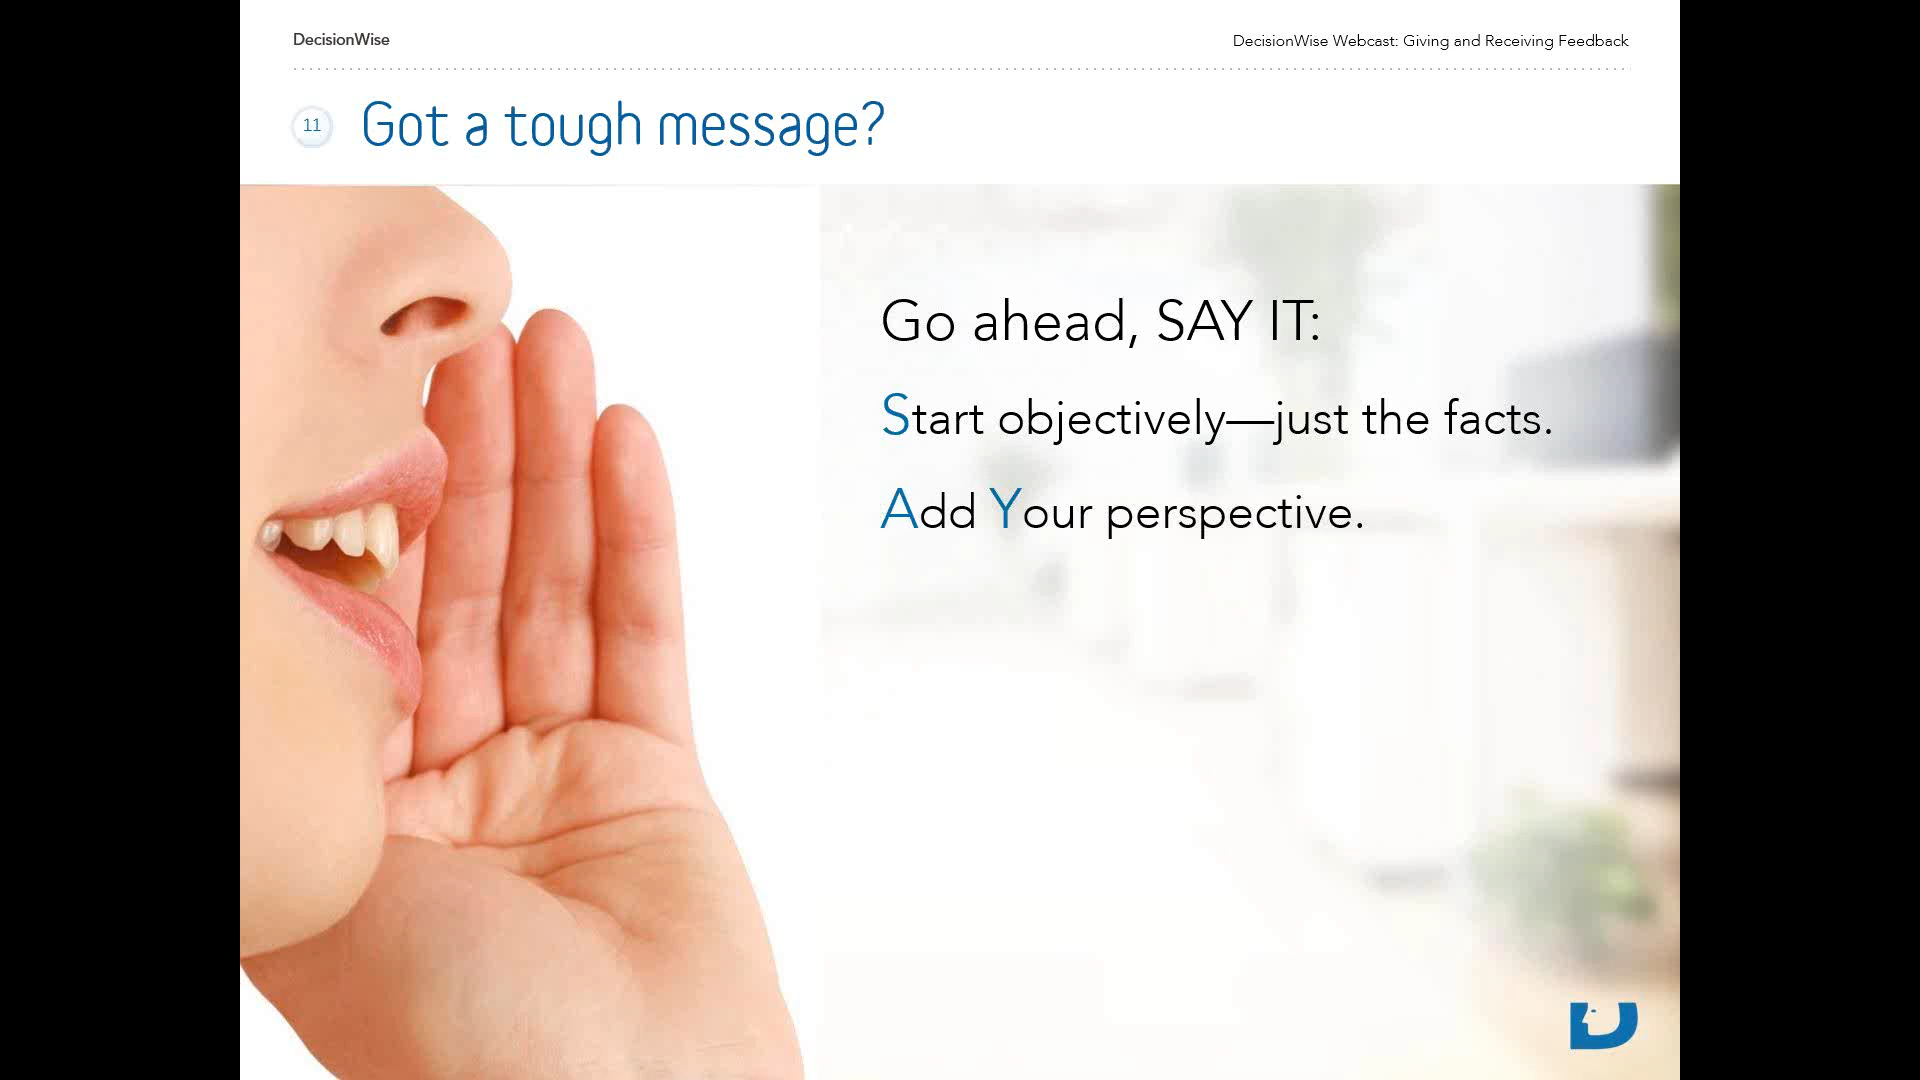 DecisionWise
DecisionWise Webcast: Giving and Receiving Feedback
11
Got a tough message?
Go ahead, SAY IT:
Start objectively—just the facts.
Add Your perspective.